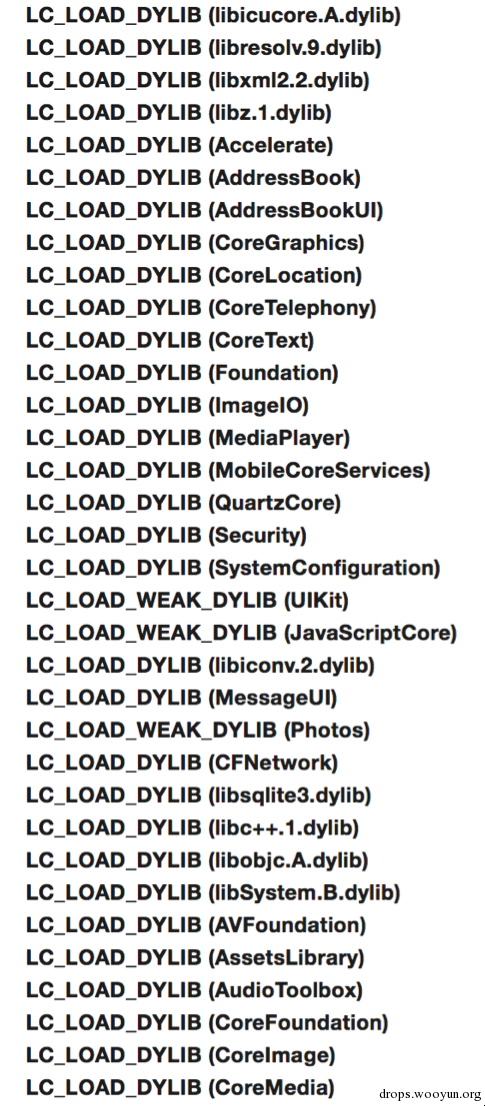 LC_LOAD_DYLIB (libicucore.A.dylib)
LC_LOAD_DYLIB (libresolv.9.dylib)
LC_LOAD_DYLIB (libxml2.2.dylib)
LC_LOAD_DYLIB (libz.1.dylib)
LC_LOAD_DYLIB (Accelerate)
LC_LOAD_DYLIB (AddressBook)
LC_LOAD_DYLIB (AddressBookUI)
LC_LOAD_DYLIB (CoreGraphics)
LC_LOAD_DYLIB (CoreLocation)
LC_LOAD_DYLIB (CoreTelephony)
LC_LOAD_DYLIB (CoreText)
LC_LOAD_DYLIB (Foundation)
LC_LOAD_DYLIB (ImageIO)
LC_LOAD_DYLIB (MediaPlayer)
LC_LOAD_DYLIB (MobileCoreServices)
LC_LOAD_DYLIB (QuartzCore)
LC_LOAD_DYLIB (Security)
LC_LOAD_DYLIB (SystemConfiguration)
LC_LOAD_WEAK_DYLIB (UIKit)
LC_LOAD_WEAK_DYLIB (JavaScriptCore)
LC_LOAD_DYLIB (libiconv.2.dylib)
LC_LOAD_DYLIB (MessageUI)
LC_LOAD_WEAK_DYLIB (Photos)
LC_LOAD_DYLIB (CFNetwork)
LC_LOAD_DYLIB (libsqlite3.dylib)
LC_LOAD_DYLIB (libc++.1.dylib)
LC_LOAD_DYLIB (libobjc.A.dylib)
LC_LOAD_DYLIB (libSystem.B.dylib)
LC_LOAD_DYLIB (AVFoundation)
LC_LOAD_DYLIB (AssetsLibrary)
LC_LOAD_DYLIB (AudioToolbox)
LC_LOAD_DYLIB (CoreFoundation)
LC_LOAD_DYLIB (CoreImage)
LC_LOAD_DYLIB (CoreMedia)
drops.wooyun.org